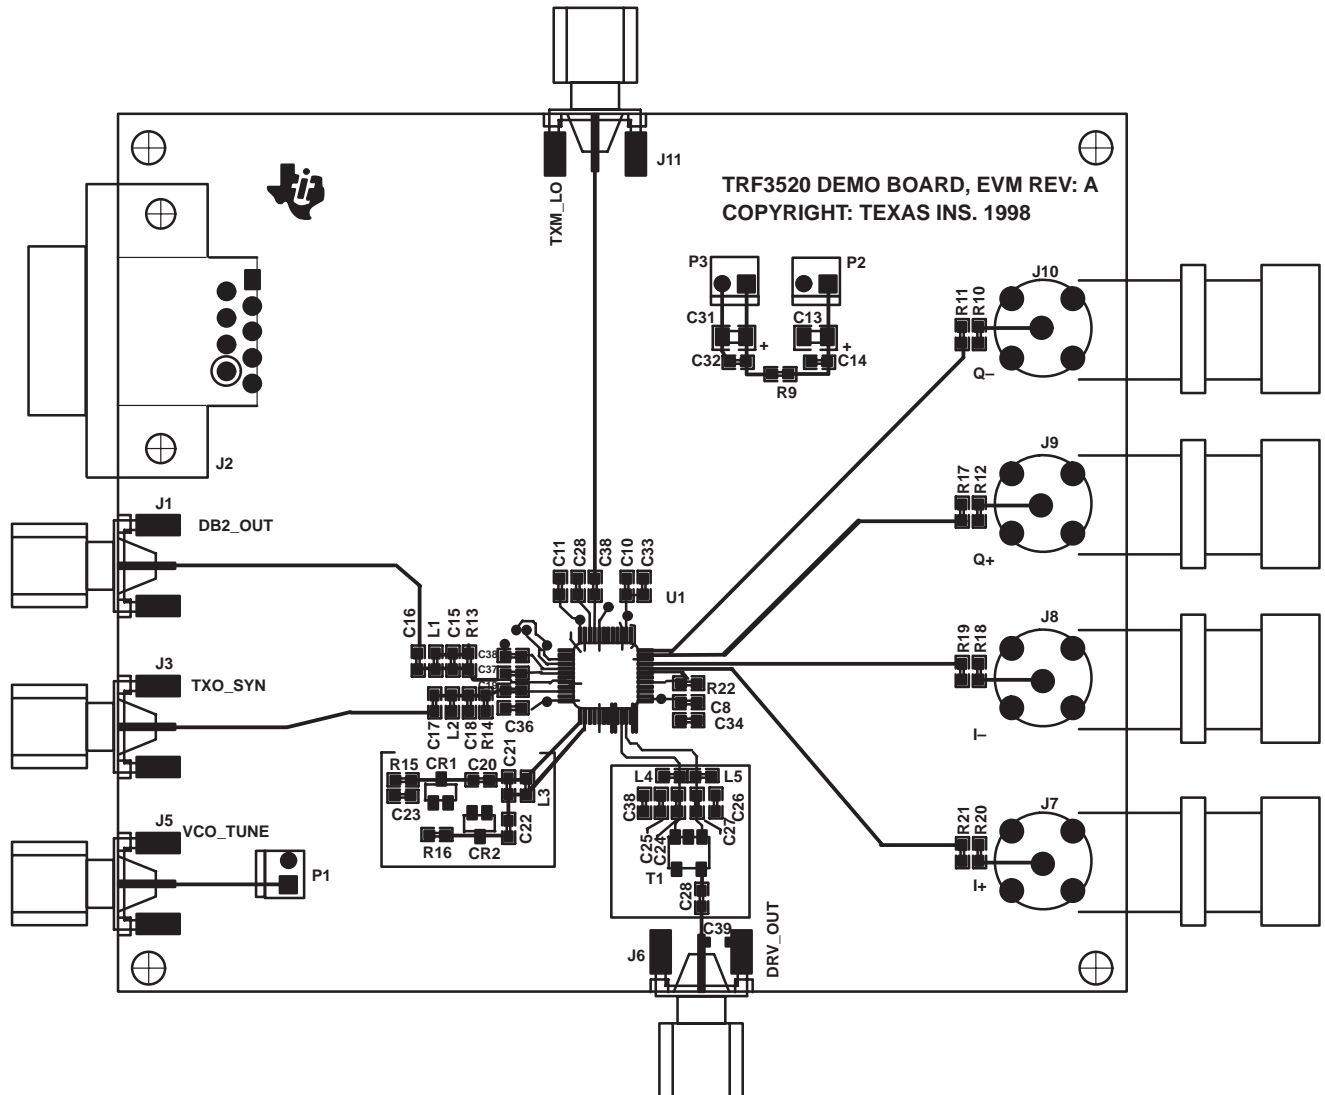 J11
TXM_LO
TRF3520 DEMO BOARD, EVM REV: A
COPYRIGHT: TEXAS INS. 1998
P3
P2
J10
R11
R10
C31
C13
+
+
C32
C14
R9
Q–
J2
J9
R17
R12
J1
DB2_OUT
Q+
C11
C28
C38
C10
C33
U1
C16
L1
C15
R13
J8
R19
R18
C38
C37
J3
TXO_SYN
R22
C8
C34
C36
C17
L2
C18
R14
I–
R15
CR1
C20
C21
L3
C23
C22
R16
CR2
L4
L5
C38
C26
C25
C24
C27
T1
C28
J7
R21
R20
I+
J5
VCO_TUNE
P1
C39
J6
DRV_OUT